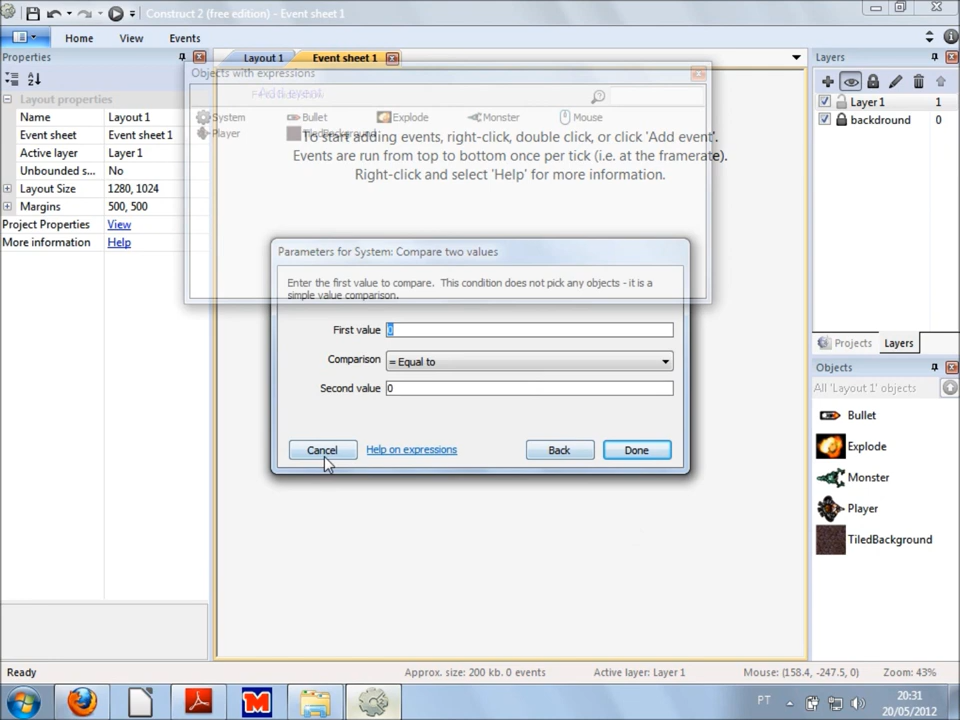 Construct 2 (free edition) - Event sheet 1
Home View Events
Properties
Layout 1 Event sheet 1
Layers
Objects with expressions
Add event
Layout properties
Name Layout 1
Event sheet Event sheet 1
Active layer Layer 1
Unbounded s... No
Layout Size 1280, 1024
Margins 500, 500
Project Properties View
More information Help
System Bullet Explode Monster Mouse
Player
To start adding events, right-click, double click, or click 'Add event'.
Events are run from top to bottom once per tick (i.e. at the framerate).
Right-click and select 'Help' for more information.
Layer 1 1
background 0
Parameters for System: Compare two values
Enter the first value to compare. This condition does not pick any objects - it is a
simple value comparison.
First value 0
Comparison = Equal to
Second value 0
Cancel Help on expressions Back Done
Projects Layers
Objects
All 'Layout 1' objects
Bullet
Explode
Monster
Player
TiledBackground
Ready Approx. size: 200 kb. 0 events Active layer: Layer 1 Mouse: (158.4, -247.5, 0) Zoom: 43%
PT
20:31
20/05/2012